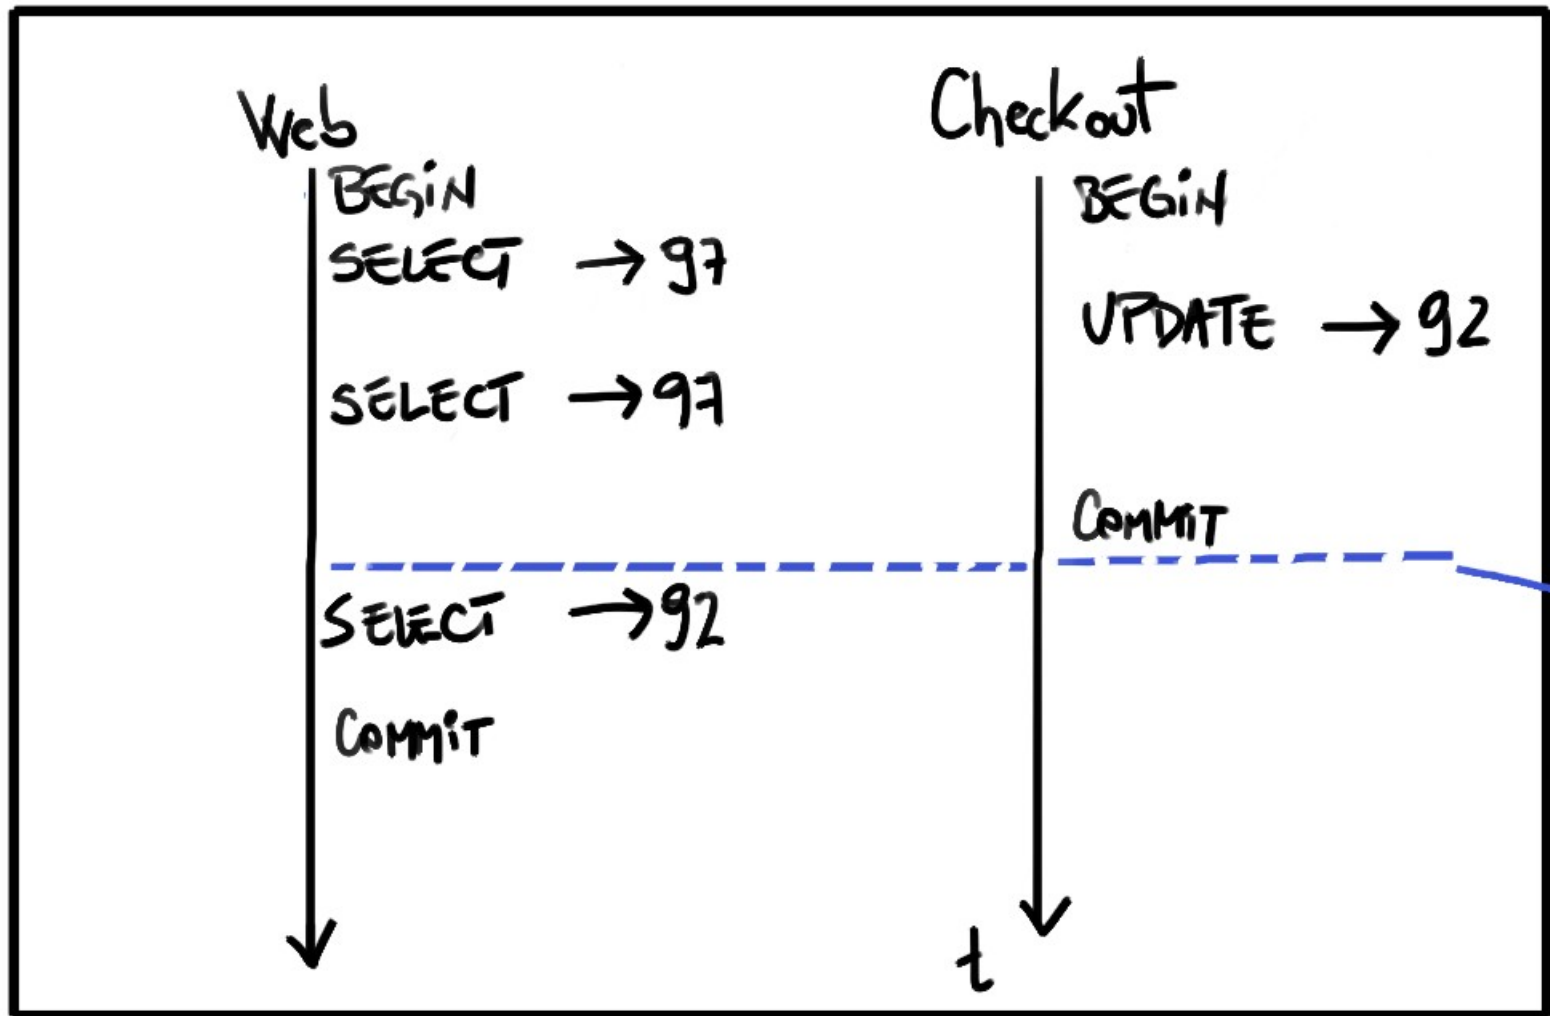 Web
BEGIN
SELECT → 97
SELECT → 97
SELECT → 92
COMMIT
Checkout
BEGIN
UPDATE → 92
COMMIT
t